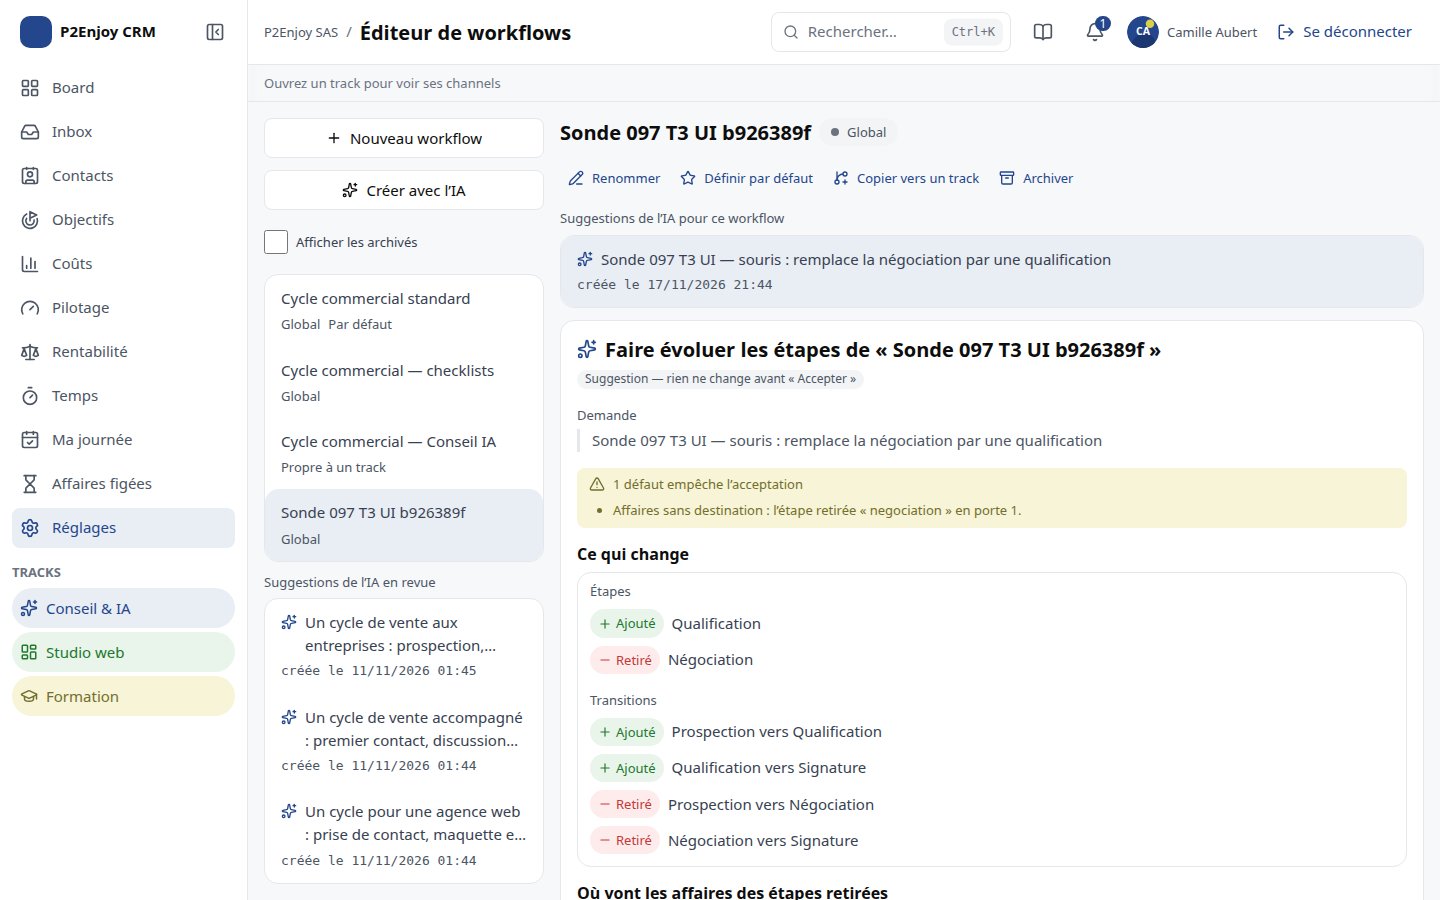 P2Enjoy CRM
Board
Inbox
Contacts
Objectifs
Coûts
Pilotage
Rentabilité
Temps
Ma journée
Affaires figées
Réglages
TRACKS
Conseil & IA
Studio web
Formation
P2Enjoy SAS / Éditeur de workflows
Rechercher... Ctrl+K
1
CA Camille Aubert
Se déconnecter
Ouvrez un track pour voir ses channels
Nouveau workflow
Créer avec l'IA
Afficher les archivés
Cycle commercial standard
Global Par défaut
Cycle commercial — checklists
Global
Cycle commercial — Conseil IA
Propre à un track
Sonde 097 T3 UI b926389f
Global
Suggestions de l'IA en revue
Un cycle de vente aux
entreprises : prospection,...
créée le 11/11/2026 01:45
Un cycle de vente accompagné
: premier contact, discussion...
créée le 11/11/2026 01:44
Un cycle pour une agence web
: prise de contact, maquette e...
créée le 11/11/2026 01:44
Sonde 097 T3 UI b926389f Global
Renommer Définir par défaut Copier vers un track Archiver
Suggestions de l'IA pour ce workflow
Sonde 097 T3 UI — souris : remplace la négociation par une qualification
créée le 17/11/2026 21:44
Faire évoluer les étapes de « Sonde 097 T3 UI b926389f »
Suggestion — rien ne change avant « Accepter »
Demande
Sonde 097 T3 UI — souris : remplace la négociation par une qualification
1 défaut empêche l'acceptation
Affaires sans destination : l'étape retirée « negociation » en porte 1.
Ce qui change
Étapes
+ Ajouté Qualification
— Retiré Négociation
Transitions
+ Ajouté Prospection vers Qualification
+ Ajouté Qualification vers Signature
— Retiré Prospection vers Négociation
— Retiré Négociation vers Signature
Où vont les affaires des étapes retirées